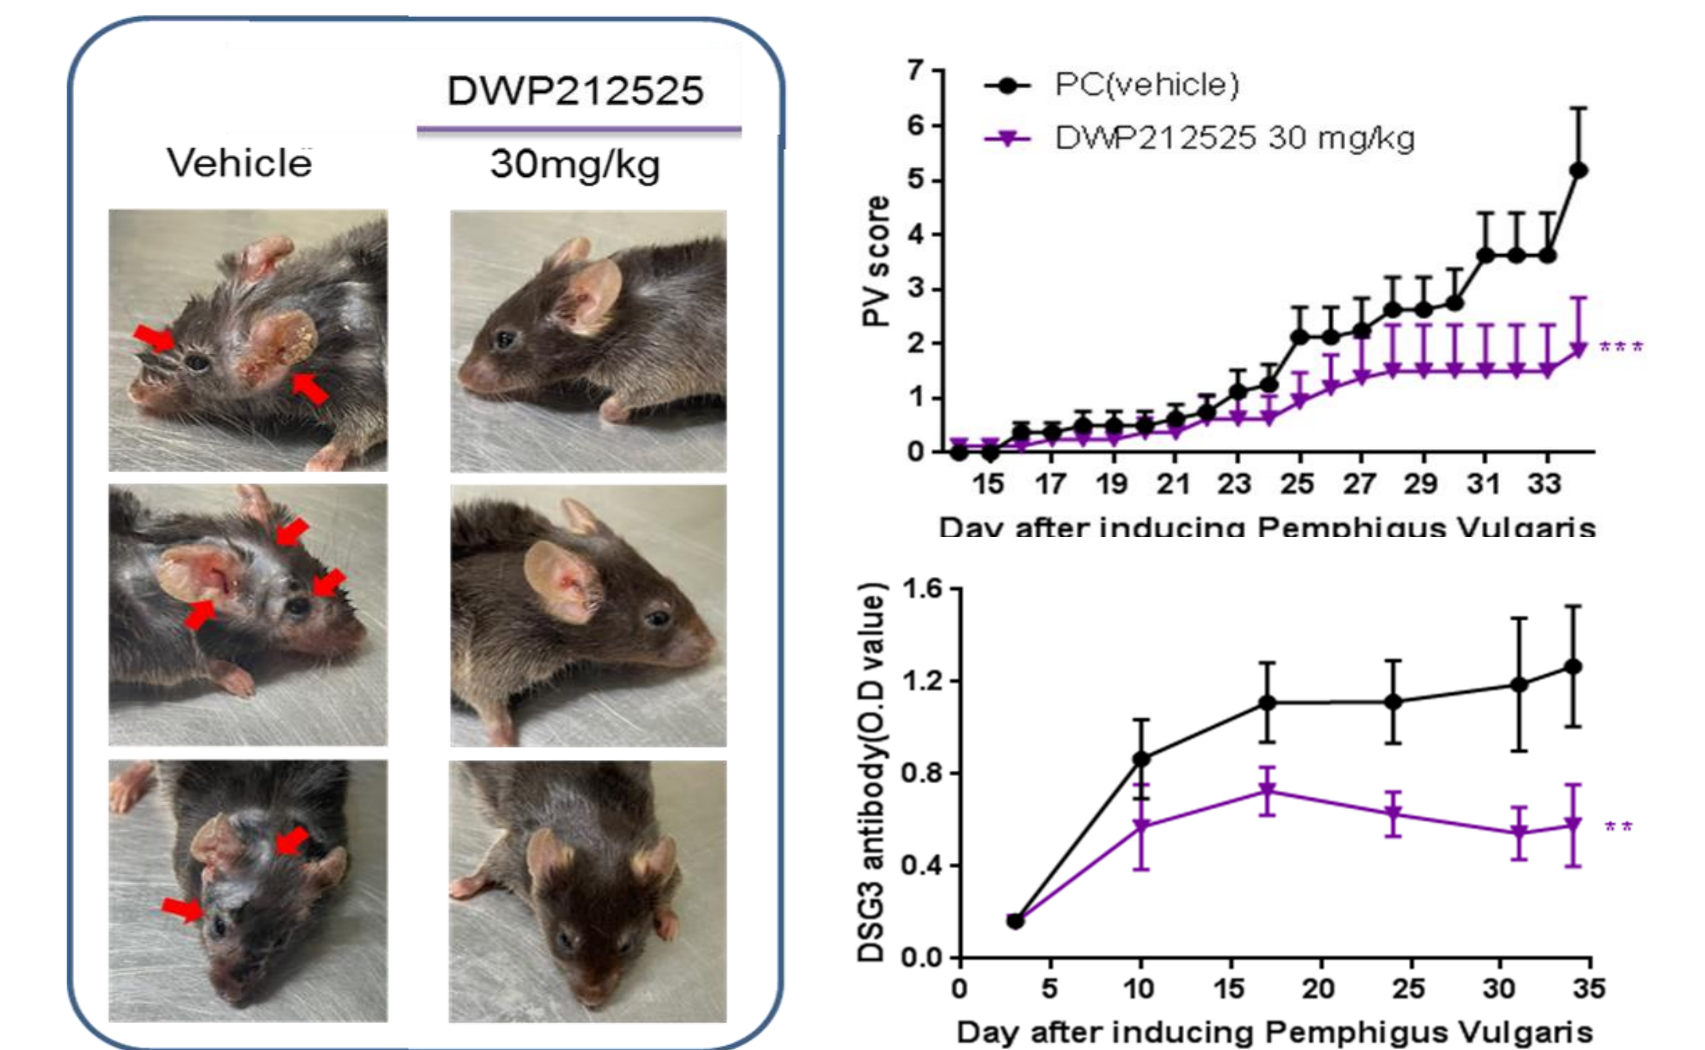 DWP212525
Vehicle
30mg/kg
7
6
5
4
3
2
1
0
PV score
PC(vehicle)
DWP212525 30 mg/kg
***
15 17 19 21 23 25 27 29 31 33
Day after inducing Pemphigus Vulgaris
1.6
1.2
0.8
0.4
0.0
DSG3 antibody(O.D value)
**
0 5 10 15 20 25 30 35
Day after inducing Pemphigus Vulgaris